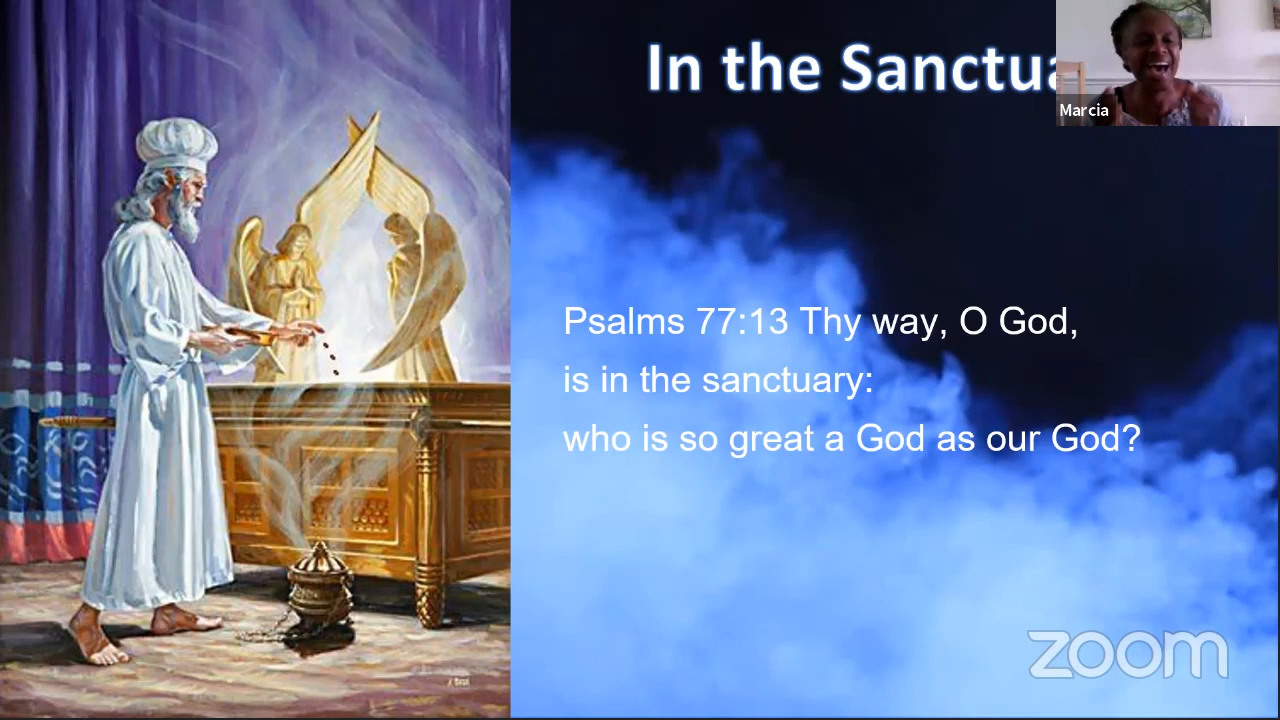 In the Sanctua
Marcia
Psalms 77:13 Thy way, O God,
is in the sanctuary:
who is so great a God as our God?
zoom